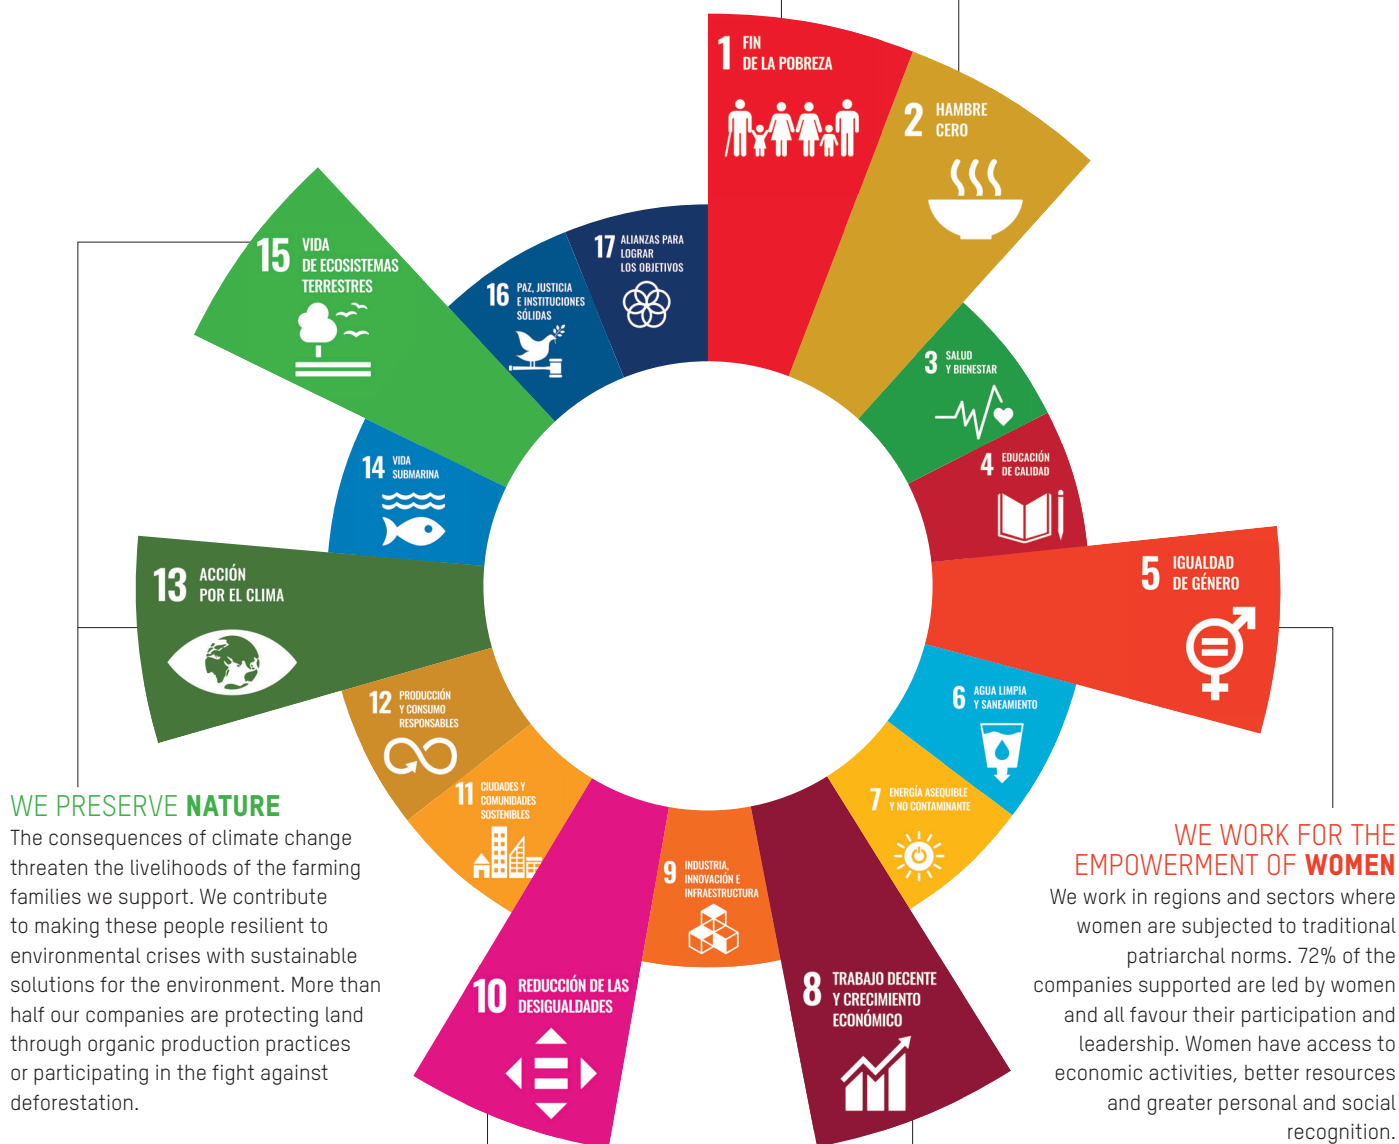 1 FIN
DE LA POBREZA
2 HAMBRE
CERO
3 SALUD
Y BIENESTAR
4 EDUCACIÓN
DE CALIDAD
5 IGUALDAD
DE GÉNERO
6 AGUA LIMPIA
Y SANEAMIENTO
7 ENERGÍA ASEQUIBLE
Y NO CONTAMINANTE
8 TRABAJO DECENTE
Y CRECIMIENTO
ECONÓMICO
9 INDUSTRIA,
INNOVACIÓN E
INFRAESTRUCTURA
10 REDUCCIÓN DE LAS
DESIGUALDADES
11 CIUDADES Y
COMUNIDADES
SOSTENIBLES
12 PRODUCCIÓN
Y CONSUMO
RESPONSABLES
13 ACCIÓN
POR EL CLIMA
14 VIDA
SUBMARINA
15 VIDA
DE ECOSISTEMAS
TERRESTRES
16 PAZ, JUSTICIA
E INSTITUCIONES
SÓLIDAS
17 ALIANZAS PARA
LOGRAR
LOS OBJETIVOS
WE PRESERVE NATURE
The consequences of climate change
threaten the livelihoods of the farming
families we support. We contribute
to making these people resilient to
environmental crises with sustainable
solutions for the environment. More than
half our companies are protecting land
through organic production practices
or participating in the fight against
deforestation.
WE WORK FOR THE
EMPOWERMENT OF WOMEN
We work in regions and sectors where
women are subjected to traditional
patriarchal norms. 72% of the
companies supported are led by women
and all favour their participation and
leadership. Women have access to
economic activities, better resources
and greater personal and social
recognition.